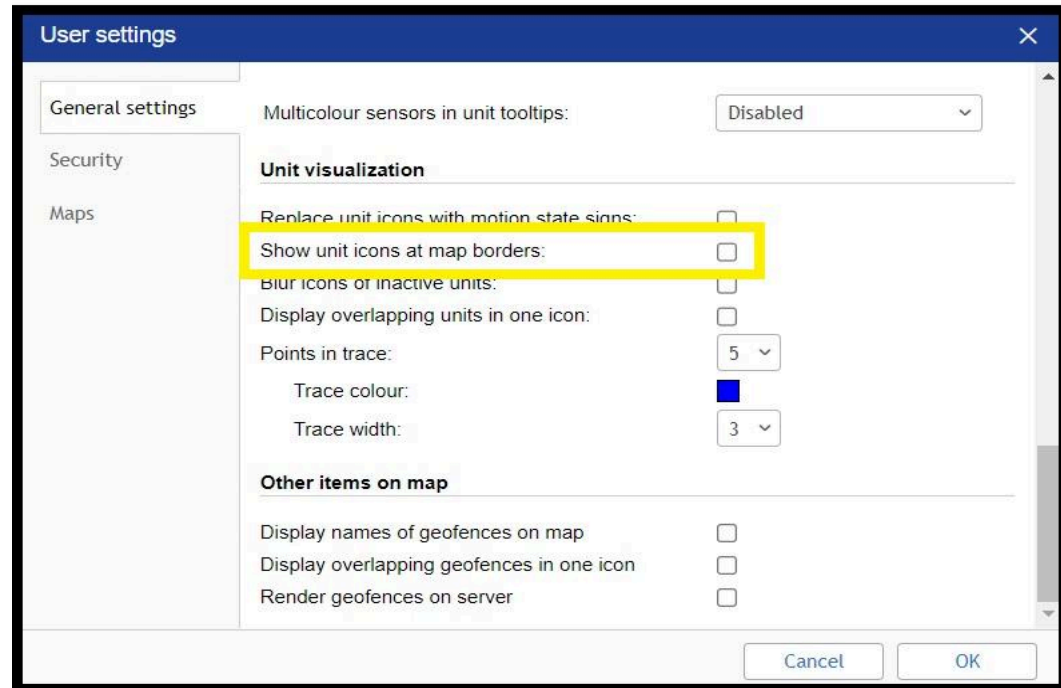 User settings
General settings
Security
Maps
Multicolour sensors in unit tooltips: Disabled
Unit visualization
Replace unit icons with motion state signs:
Show unit icons at map borders:
Blur icons of inactive units:
Display overlapping units in one icon:
Points in trace: 5
Trace colour:
Trace width: 3
Other items on map
Display names of geofences on map
Display overlapping geofences in one icon
Render geofences on server
Cancel OK